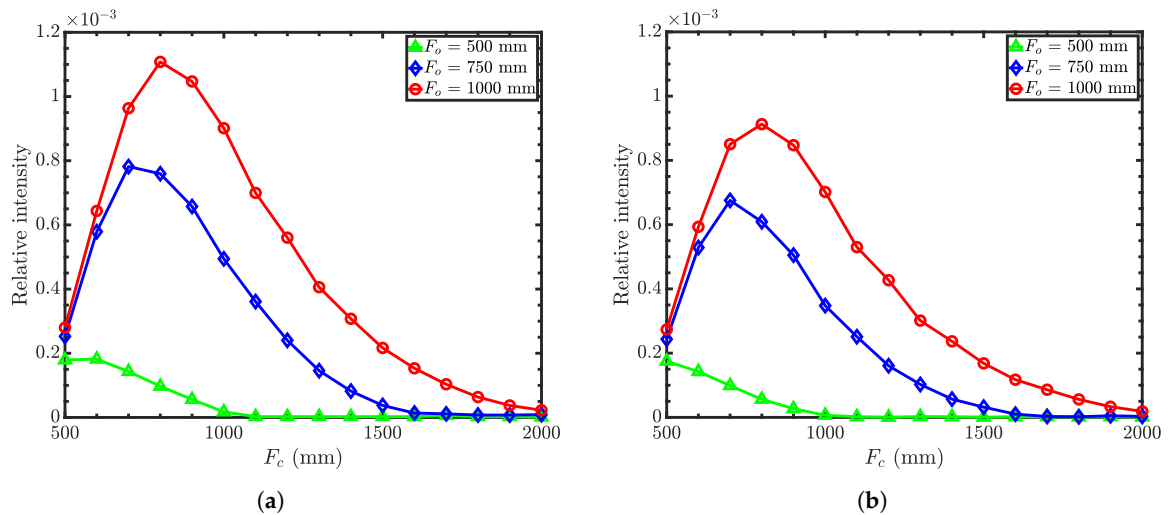 ×10⁻³
1.2
1
0.8
0.6
0.4
0.2
0
Relative intensity
F_o = 500 mm
F_o = 750 mm
F_o = 1000 mm
500 1000 1500 2000
F_c (mm)
(a)
×10⁻³
1.2
1
0.8
0.6
0.4
0.2
0
Relative intensity
F_o = 500 mm
F_o = 750 mm
F_o = 1000 mm
500 1000 1500 2000
F_c (mm)
(b)